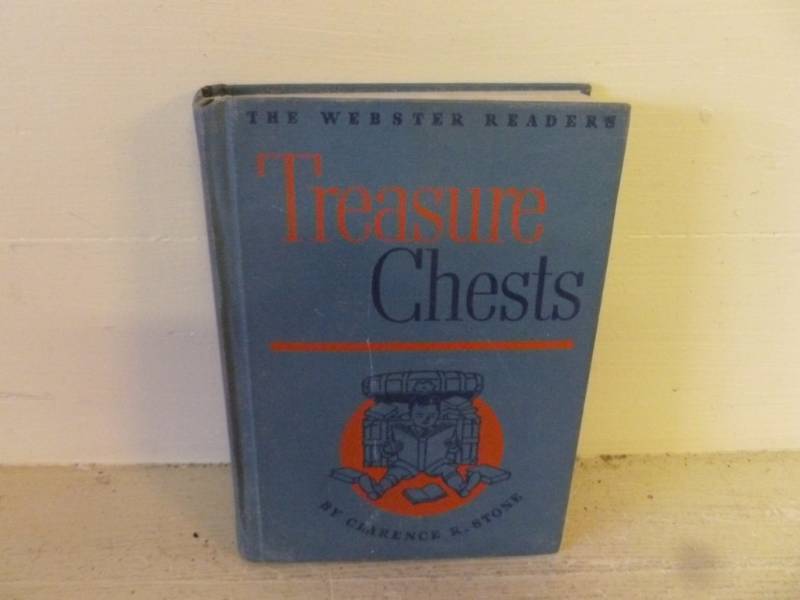 THE WEBSTER READERS
Treasure
Chests
BY CLARENCE R. STONE